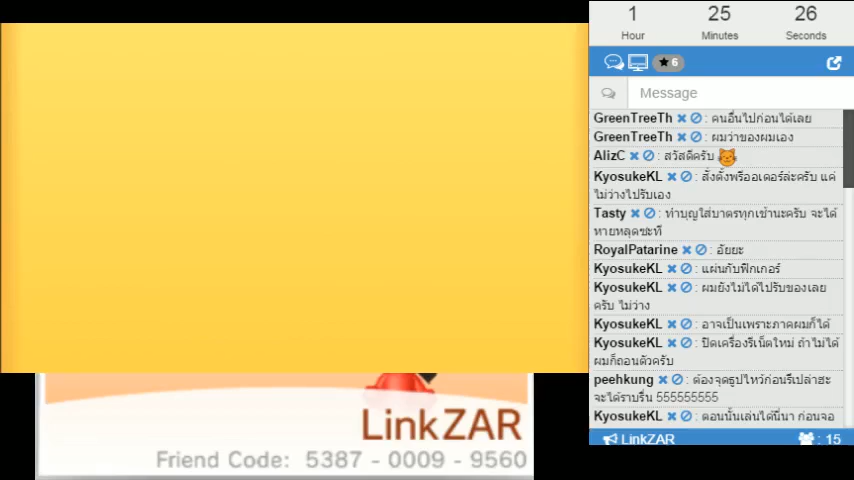 1
25
26
Hour
Minutes
Seconds
6
Message
GreenTreeTh : คนอื่นไปก่อนได้เลย
GreenTreeTh : ผมว่าของผมเอง
AlizC : สวัสดีครับ
KyosukeKL : สั่งตั้งพรีออเดอร์ล่ะครับ แค่
ไม่ว่างไปรับเอง
Tasty : ทำบุญใส่บาตรทุกเช้านะครับ จะได้
หายหลุดซะที
RoyalPatarine : อัยยะ
KyosukeKL : แผ่นกับฟิกเกอร์
KyosukeKL : ผมยังไม่ได้ไปรับของเลย
ครับ ไม่ว่าง
KyosukeKL : อาจเป็นเพราะภาคผมก็ได้
KyosukeKL : ปิดเครื่องรีเน็ตใหม่ ถ้าไม่ได้
ผมก็ถอนตัวครับ
peehkung : ต้องจุดธูปไหว้ก่อนรึเปล่าฮะ
จะได้ราบรื่น 555555555
KyosukeKL : ตอนนั้นเล่นได้นี่นา ก่อนจอ
LinkZAR
: 15
LinkZAR
Friend Code: 5387 - 0009 - 9560